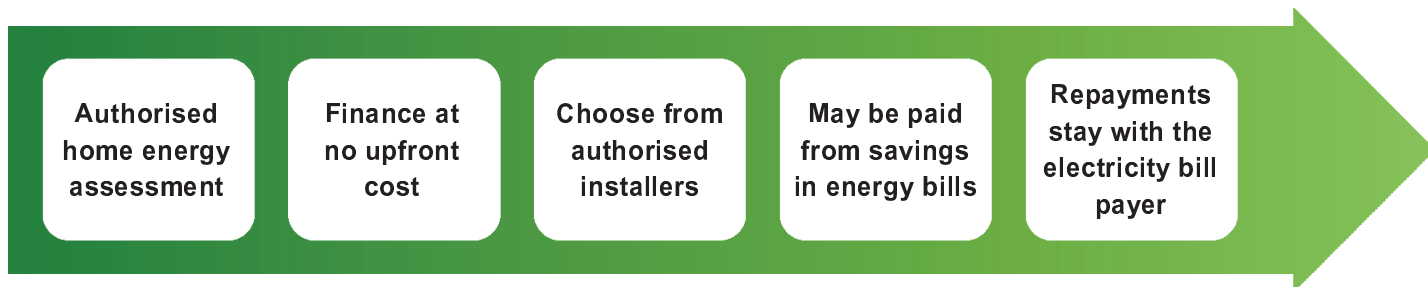 Authorised
home energy
assessment
Finance at
no upfront
cost
Choose from
authorised
installers
May be paid
from savings
in energy bills
Repayments
stay with the
electricity bill
payer